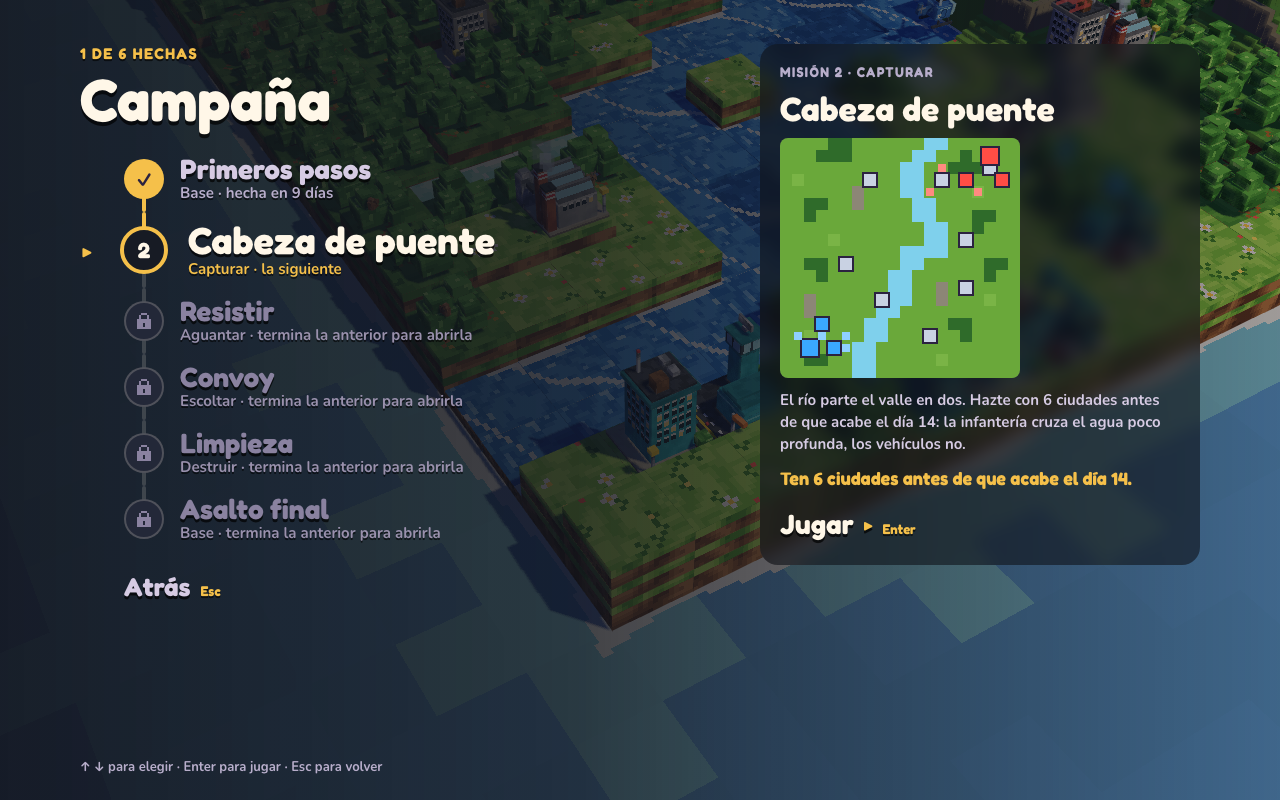 1 DE 6 HECHAS
Campaña
Primeros pasos
Base · hecha en 9 días
2
Cabeza de puente
Capturar · la siguiente
Resistir
Aguantar · termina la anterior para abrirla
Convoy
Escoltar · termina la anterior para abrirla
Limpieza
Destruir · termina la anterior para abrirla
Asalto final
Base · termina la anterior para abrirla
Atrás Esc
MISIÓN 2 · CAPTURAR
Cabeza de puente
El río parte el valle en dos. Hazte con 6 ciudades antes
de que acabe el día 14: la infantería cruza el agua poco
profunda, los vehículos no.
Ten 6 ciudades antes de que acabe el día 14.
Jugar ▸ Enter
↑ ↓ para elegir · Enter para jugar · Esc para volver